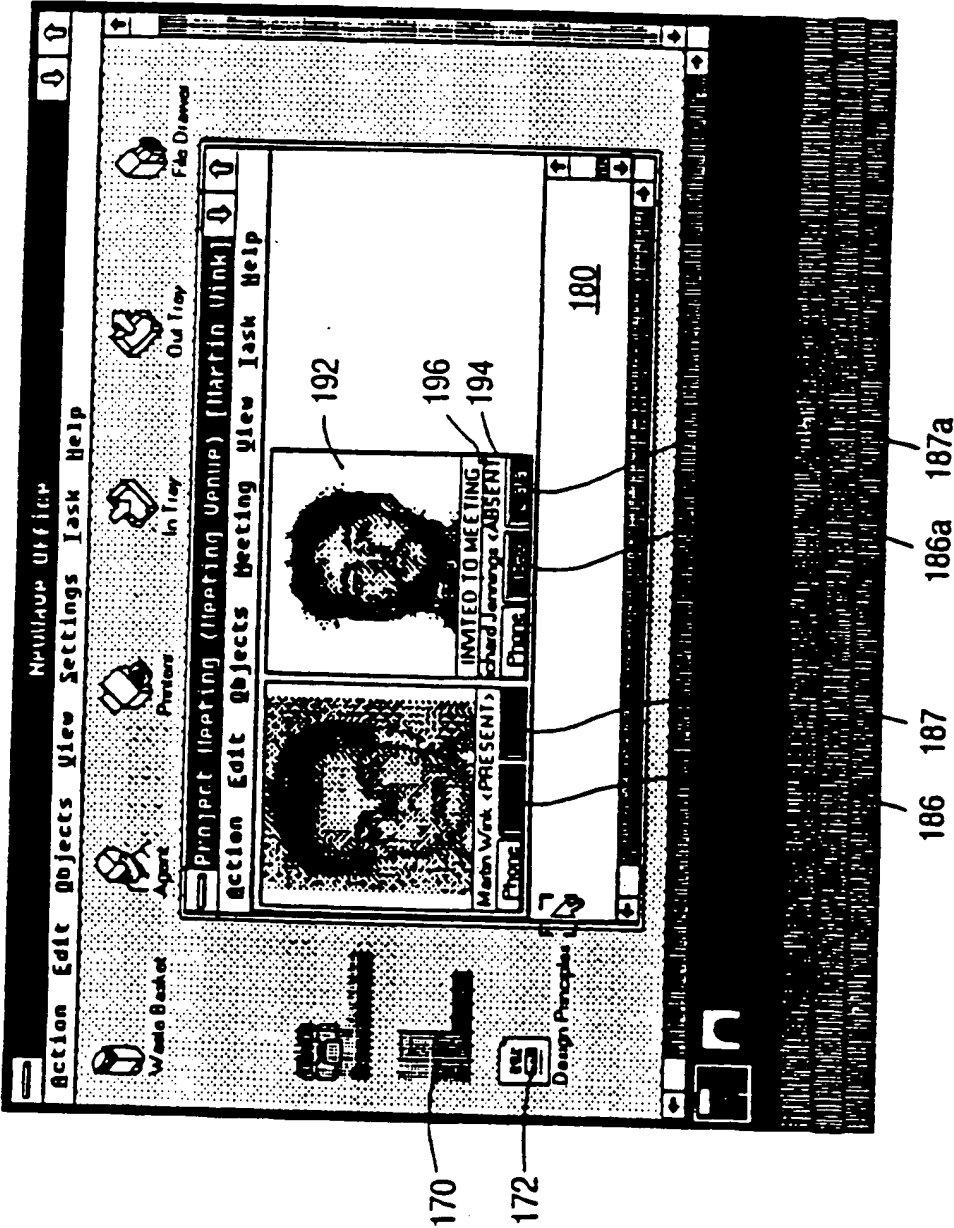 NewWave Office
Action Edit Objects View Settings Task Help
Waste Basket
Agent
Printers
In Tray
Out Tray
File Drawer
Project Meeting (Meeting Venue) [Martin Wink]
Action Edit Objects Meeting View Task Help
192
INVITED TO MEETING
196
Martin Wink <PRESENT>
chard Jennings <ABSENT
194
Phone
Phone
180
170
172
Design Principles
186
187
186a
187a